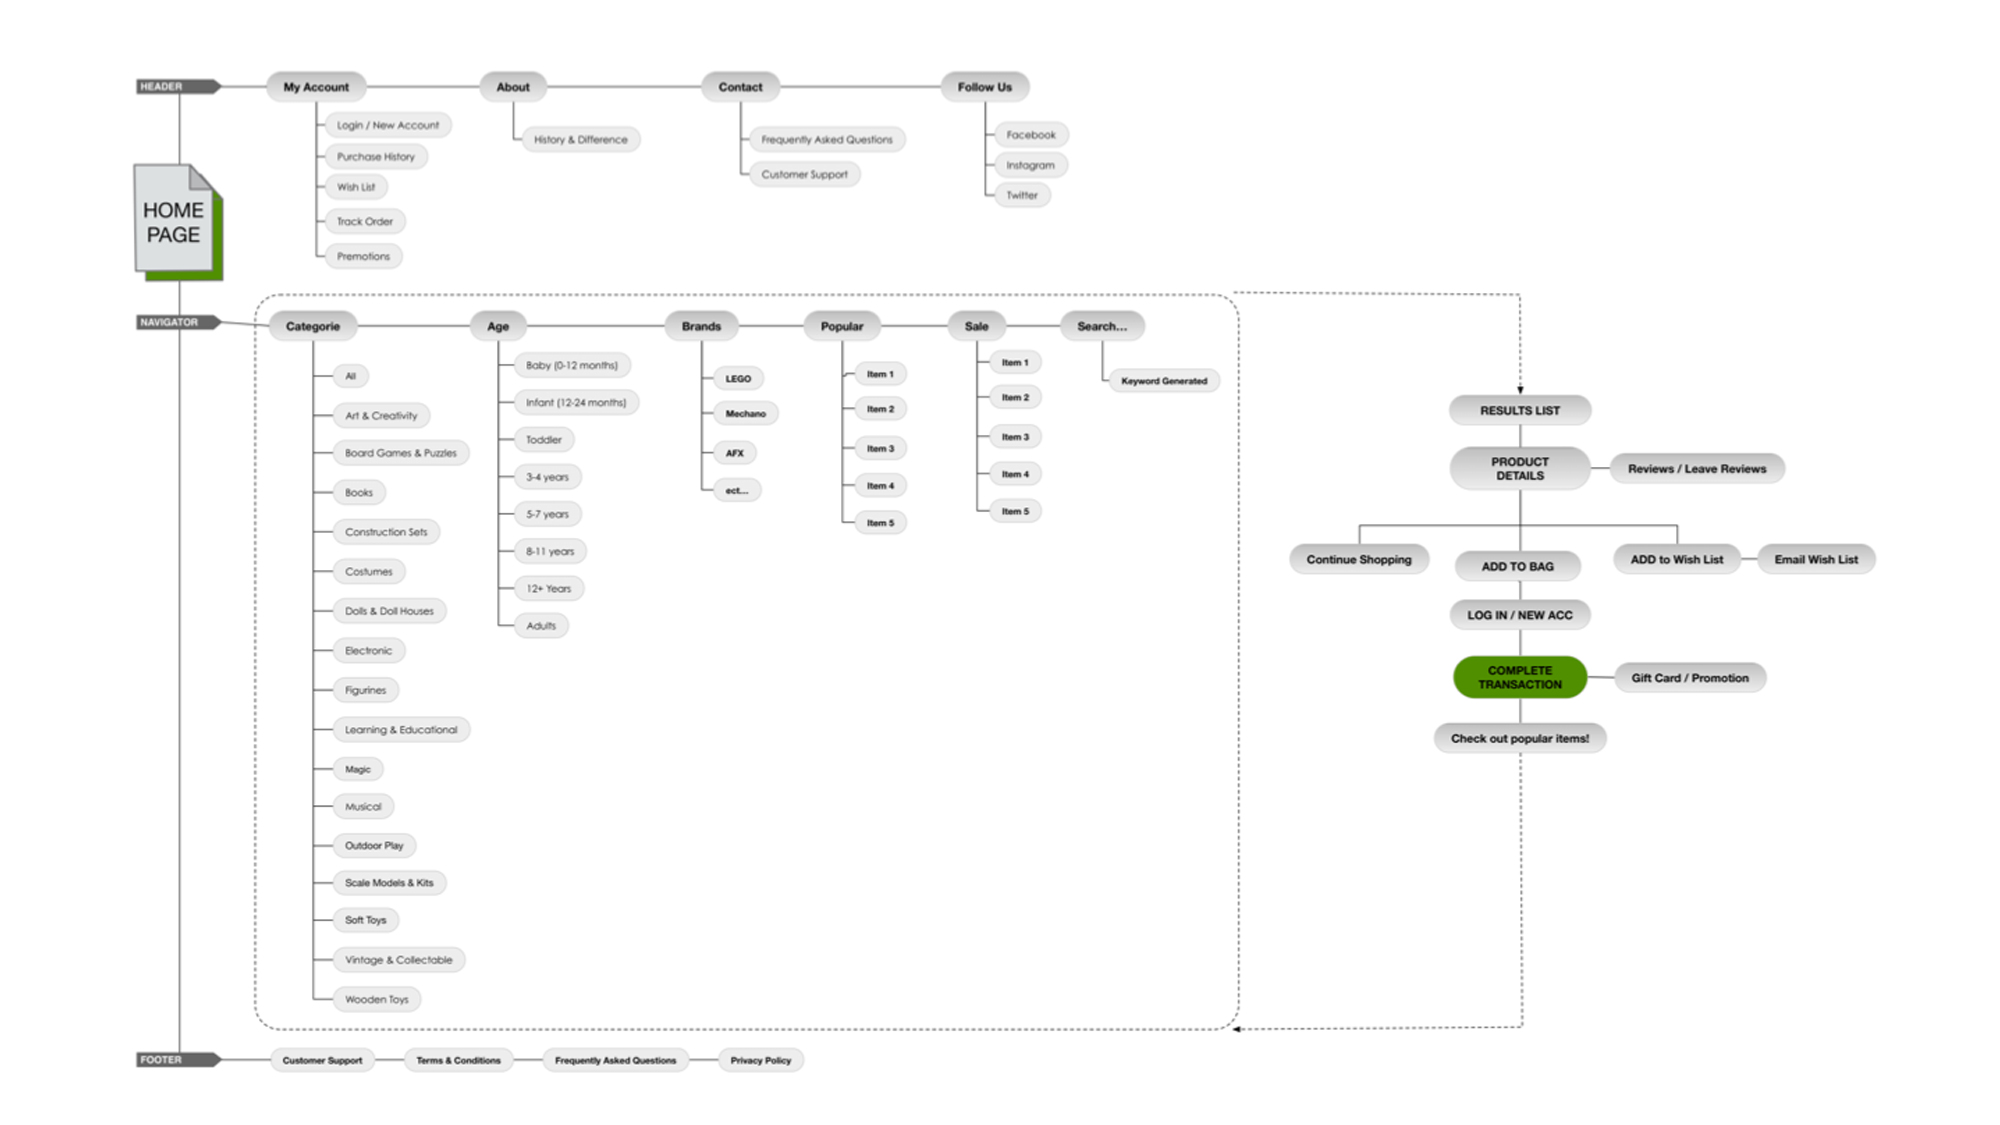 HEADER
My Account
About
Contact
Follow Us
Login / New Account
Purchase History
Wish List
Track Order
Premotions
History & Difference
Frequently Asked Questions
Customer Support
Facebook
Instagram
Twitter
HOME
PAGE
NAVIGATOR
Categorie
Age
Brands
Popular
Sale
Search...
All
Art & Creativity
Board Games & Puzzles
Books
Construction Sets
Costumes
Dolls & Doll Houses
Electronic
Figurines
Learning & Educational
Magic
Musical
Outdoor Play
Scale Models & Kits
Soft Toys
Vintage & Collectable
Wooden Toys
Baby (0-12 months)
Infant (12-24 months)
Toddler
3-4 years
5-7 years
8-11 years
12+ Years
Adults
LEGO
Mechano
AFX
ect...
Item 1
Item 2
Item 3
Item 4
Item 5
Item 1
Item 2
Item 3
Item 4
Item 5
Keyword Generated
RESULTS LIST
PRODUCT
DETAILS
Reviews / Leave Reviews
Continue Shopping
ADD TO BAG
ADD to Wish List
Email Wish List
LOG IN / NEW ACC
COMPLETE
TRANSACTION
Gift Card / Promotion
Check out popular items!
FOOTER
Customer Support
Terms & Conditions
Frequently Asked Questions
Privacy Policy